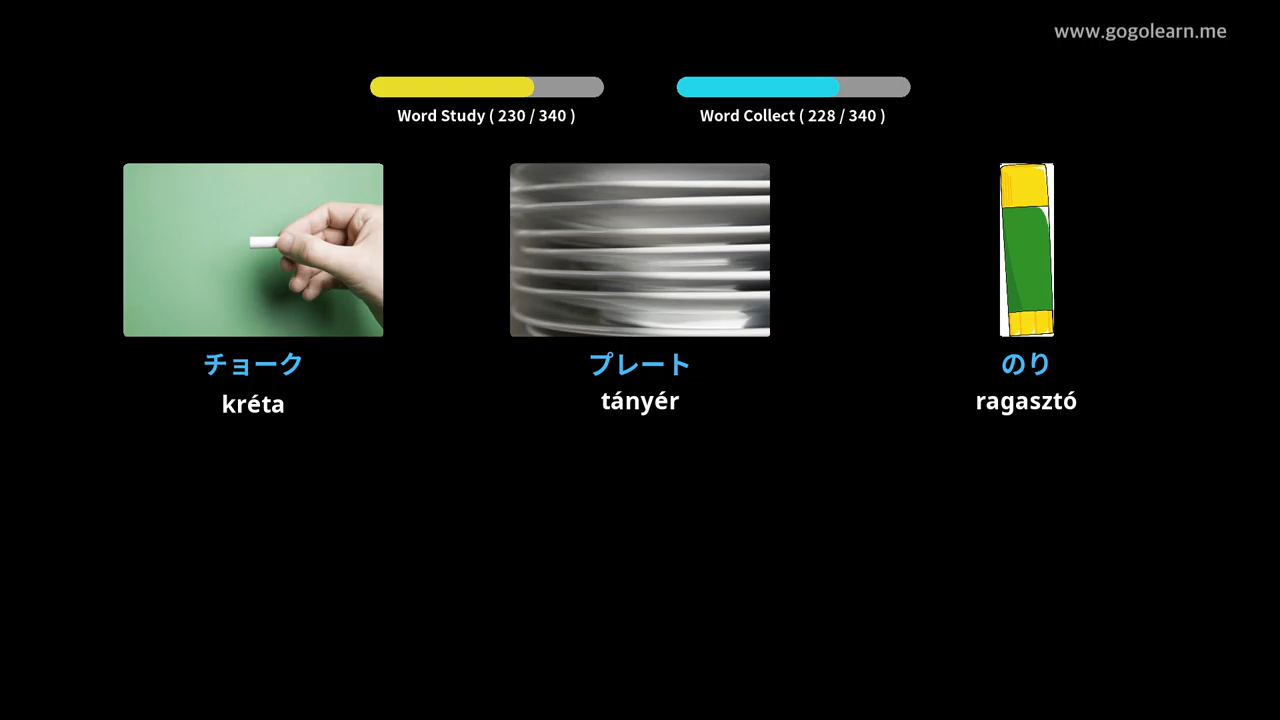 www.gogolearn.me
Word Study ( 230 / 340 )
Word Collect ( 228 / 340 )
チョーク
プレート
のり
kréta
tányér
ragasztó